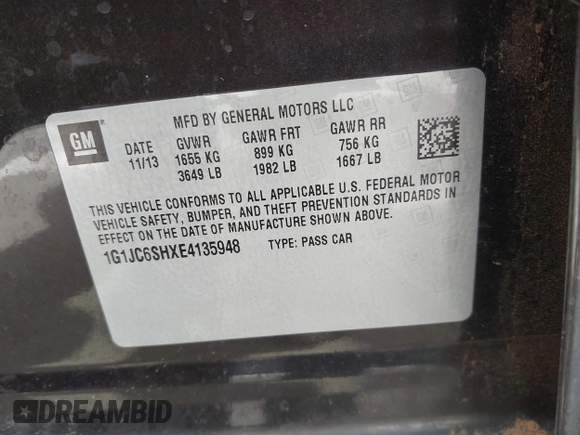 MFD BY GENERAL MOTORS LLC
GM
DATE GVWR GAWR FRT GAWR RR
11/13 1655 KG 899 KG 756 KG
3649 LB 1982 LB 1667 LB
THIS VEHICLE CONFORMS TO ALL APPLICABLE U.S. FEDERAL MOTOR
VEHICLE SAFETY, BUMPER, AND THEFT PREVENTION STANDARDS IN
EFFECT ON THE DATE OF MANUFACTURE SHOWN ABOVE.
1G1JC6SHXE4135948 TYPE: PASS CAR
DREAMBID